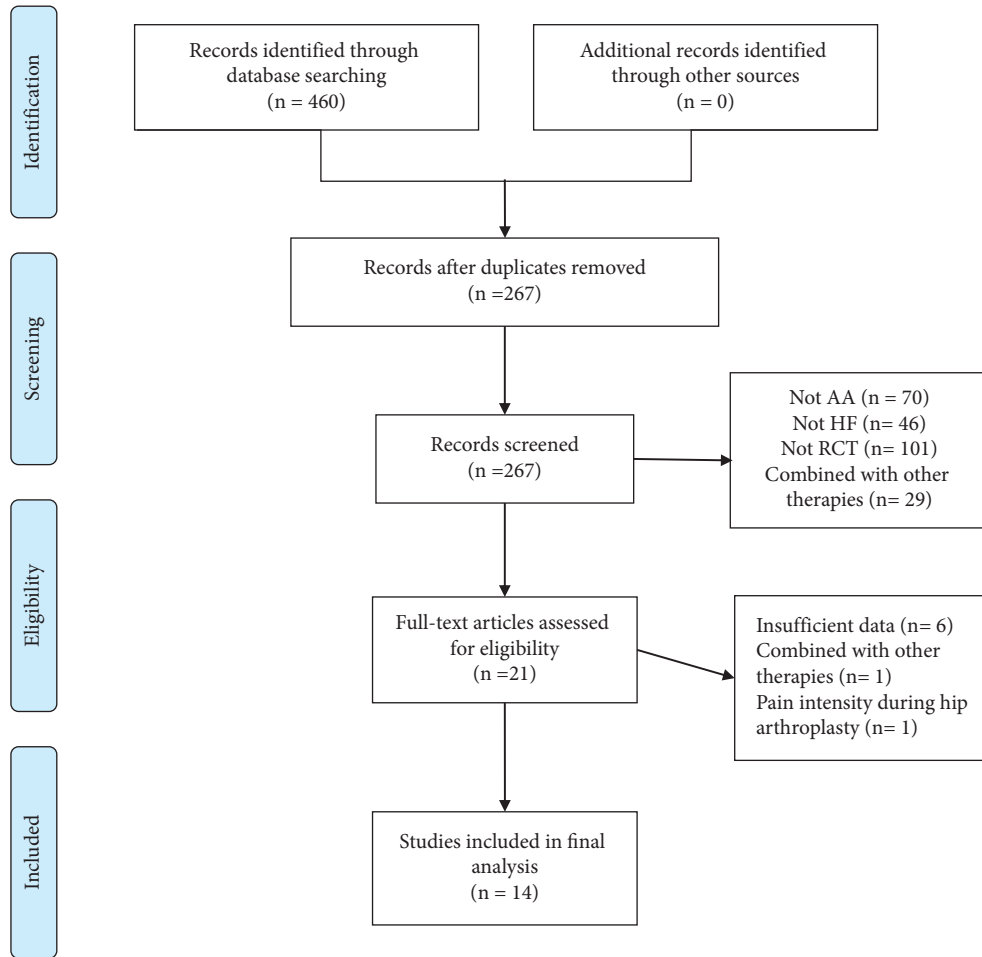 Identification
Records identified through
database searching
(n = 460)
Additional records identified
through other sources
(n = 0)
Screening
Records after duplicates removed
(n =267)
Records screened
(n =267)
Not AA (n = 70)
Not HF (n= 46)
Not RCT (n= 101)
Combined with other
therapies (n= 29)
Eligibility
Full-text articles assessed
for eligibility
(n =21)
Insufficient data (n= 6)
Combined with other
therapies (n= 1)
Pain intensity during hip
arthroplasty (n= 1)
Included
Studies included in final
analysis
(n = 14)